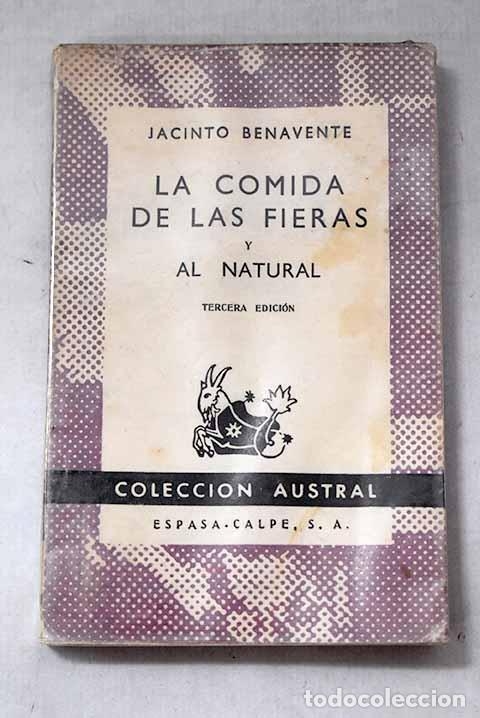 JACINTO BENAVENTE
LA COMIDA
DE LAS FIERAS
Y
AL NATURAL
TERCERA EDICIÓN
COLECCION AUSTRAL
ESPASA-CALPE, S. A.
todocoleccion